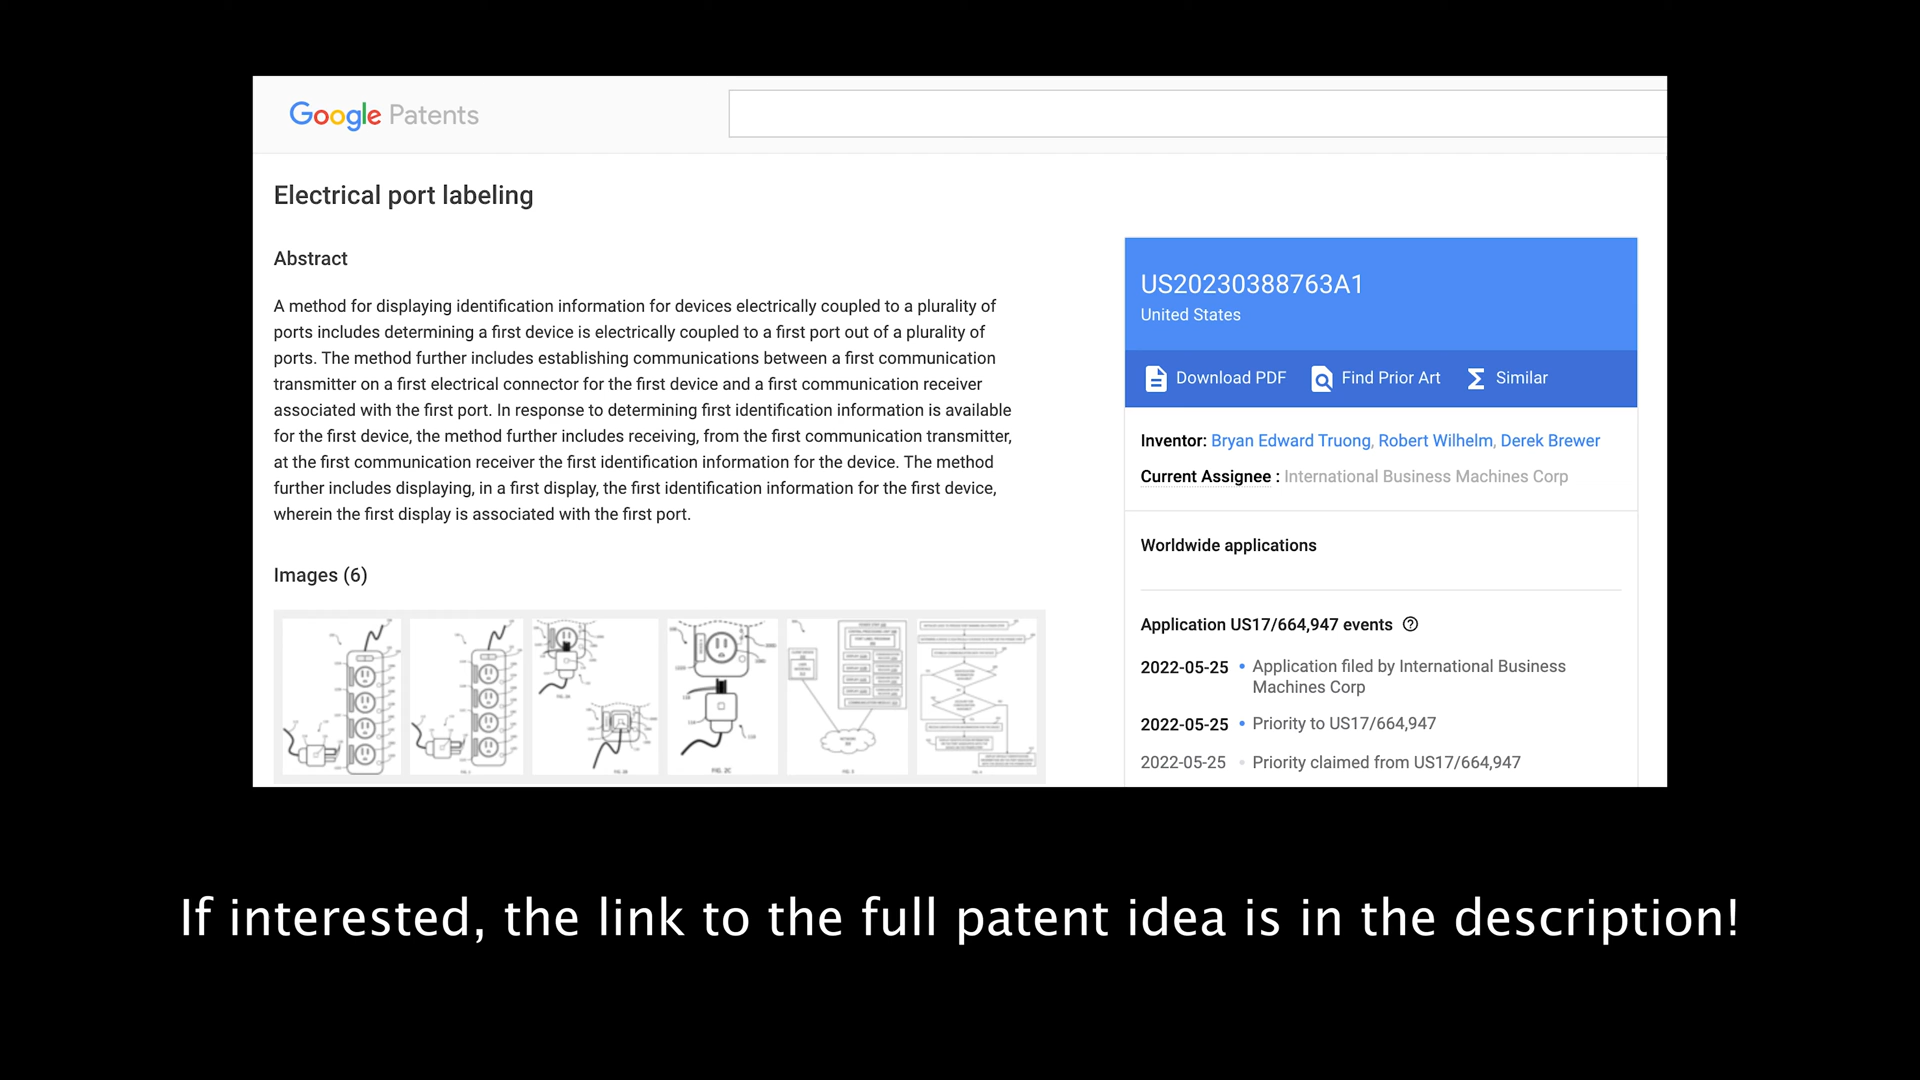 Google Patents
Electrical port labeling
Abstract
A method for displaying identification information for devices electrically coupled to a plurality of
ports includes determining a first device is electrically coupled to a first port out of a plurality of
ports. The method further includes establishing communications between a first communication
transmitter on a first electrical connector for the first device and a first communication receiver
associated with the first port. In response to determining first identification information is available
for the first device, the method further includes receiving, from the first communication transmitter,
at the first communication receiver the first identification information for the device. The method
further includes displaying, in a first display, the first identification information for the first device,
wherein the first display is associated with the first port.
Images (6)
FIG. 2C
US20230388763A1
United States
Download PDF Find Prior Art Similar
Inventor: Bryan Edward Truong, Robert Wilhelm, Derek Brewer
Current Assignee : International Business Machines Corp
Worldwide applications
Application US17/664,947 events
2022-05-25 • Application filed by International Business
Machines Corp
2022-05-25 • Priority to US17/664,947
2022-05-25 • Priority claimed from US17/664,947
If interested, the link to the full patent idea is in the description!